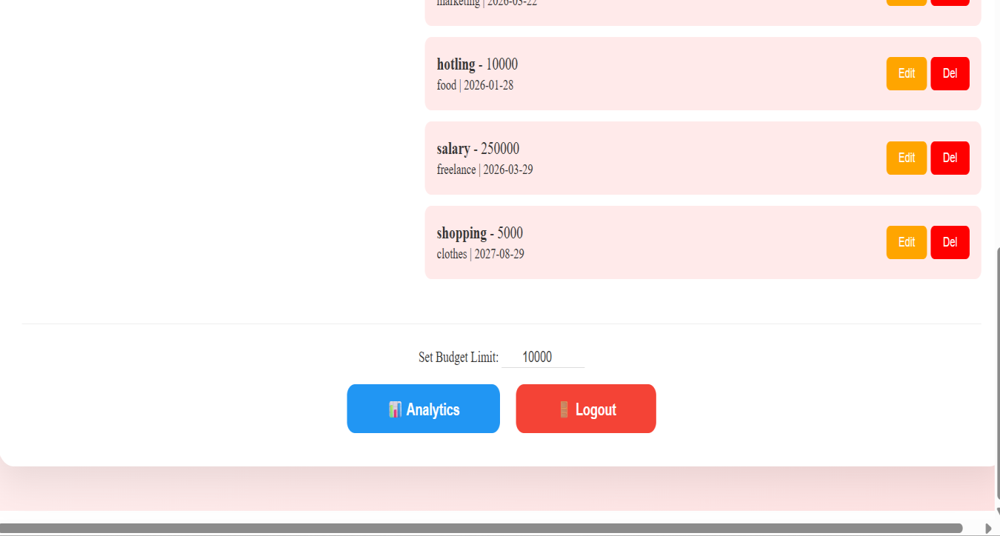 marketing | 2026-03-22
hotling - 10000
food | 2026-01-28
Edit Del
salary - 250000
freelance | 2026-03-29
Edit Del
shopping - 5000
clothes | 2027-08-29
Edit Del
Set Budget Limit: 10000
📊 Analytics
🚪 Logout